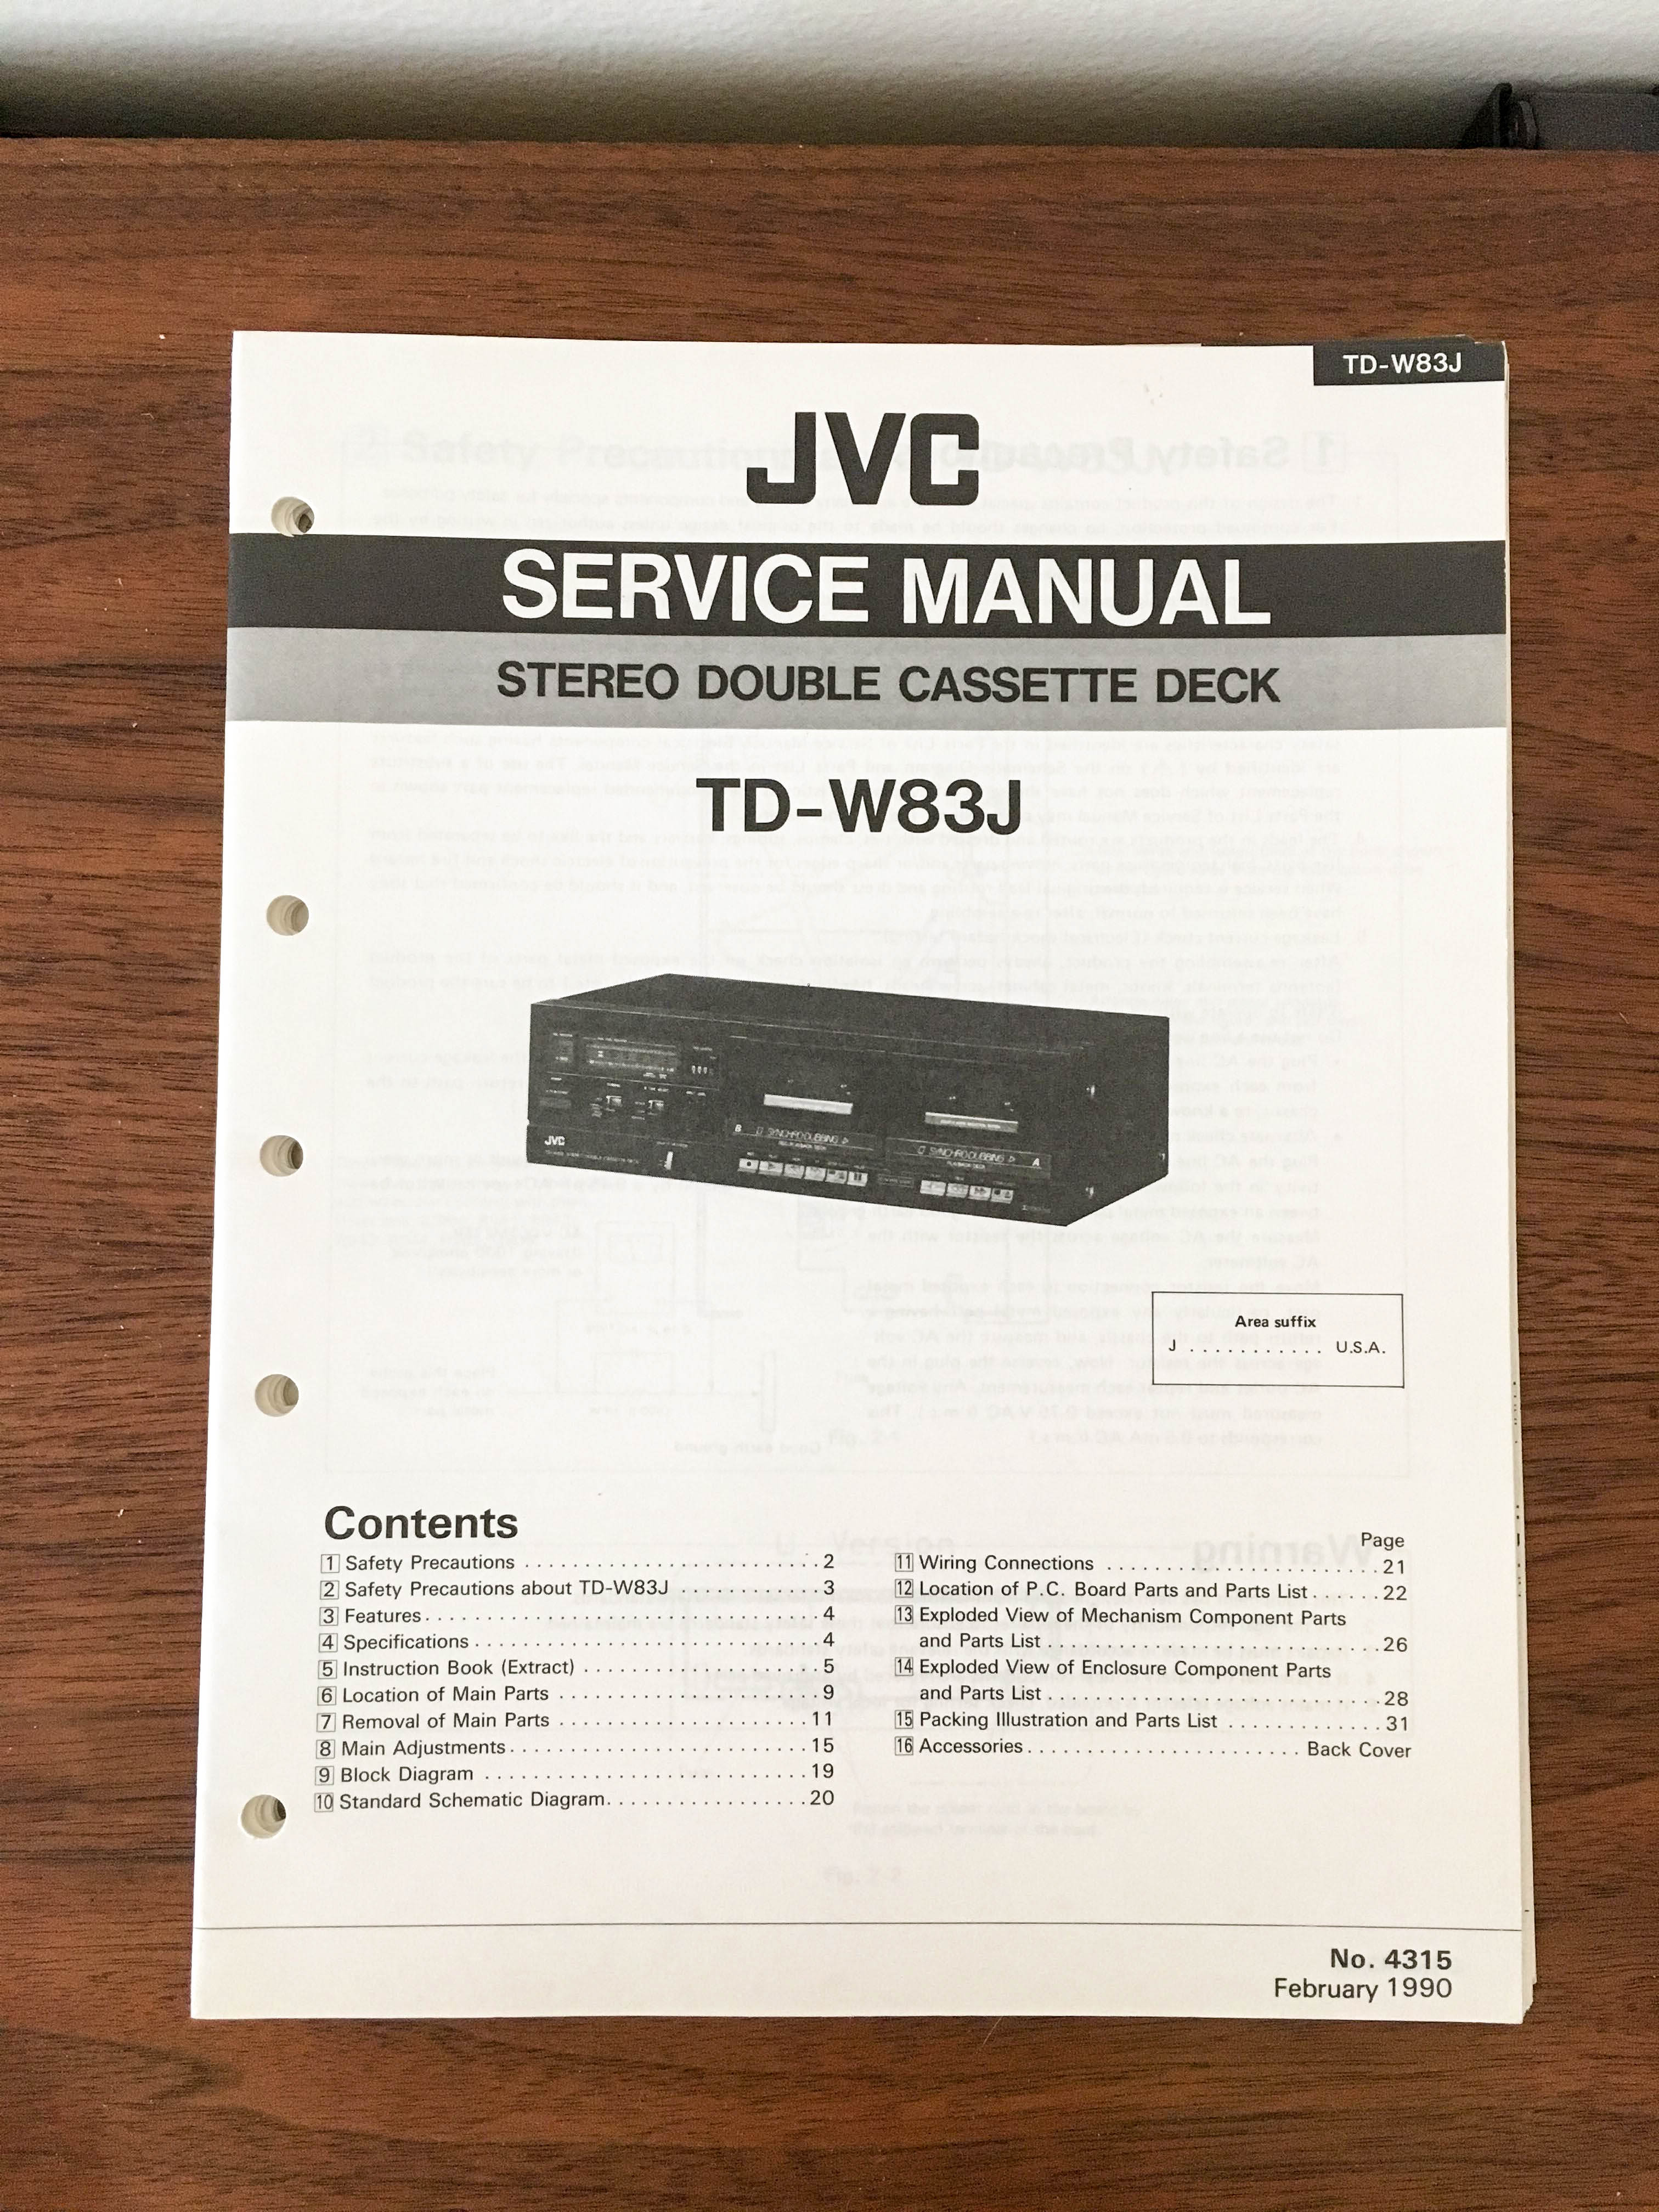 TD-W83J
JVC
SERVICE MANUAL
STEREO DOUBLE CASSETTE DECK
TD-W83J
JVC
B SYNCHRO DUBBING
SYNCHRO DUBBING A
Area suffix
J . . . . . . . . . . . U.S.A.
Contents
1 Safety Precautions . . . . . . . . . . . . . . . . . . . . . . . . 2
2 Safety Precautions about TD-W83J . . . . . . . . . . . 3
3 Features . . . . . . . . . . . . . . . . . . . . . . . . . . . . . . . 4
4 Specifications . . . . . . . . . . . . . . . . . . . . . . . . . . . 4
5 Instruction Book (Extract) . . . . . . . . . . . . . . . . . . 5
6 Location of Main Parts . . . . . . . . . . . . . . . . . . . . 9
7 Removal of Main Parts . . . . . . . . . . . . . . . . . . . . 11
8 Main Adjustments . . . . . . . . . . . . . . . . . . . . . . . . 15
9 Block Diagram . . . . . . . . . . . . . . . . . . . . . . . . . . 19
10 Standard Schematic Diagram . . . . . . . . . . . . . . . . 20
Page
11 Wiring Connections . . . . . . . . . . . . . . . . . . . . . . 21
12 Location of P.C. Board Parts and Parts List . . . . . . 22
13 Exploded View of Mechanism Component Parts
and Parts List . . . . . . . . . . . . . . . . . . . . . . . . . . . 26
14 Exploded View of Enclosure Component Parts
and Parts List . . . . . . . . . . . . . . . . . . . . . . . . . . . 28
15 Packing Illustration and Parts List . . . . . . . . . . . . . 31
16 Accessories . . . . . . . . . . . . . . . . . . . . . . . Back Cover
No. 4315
February 1990